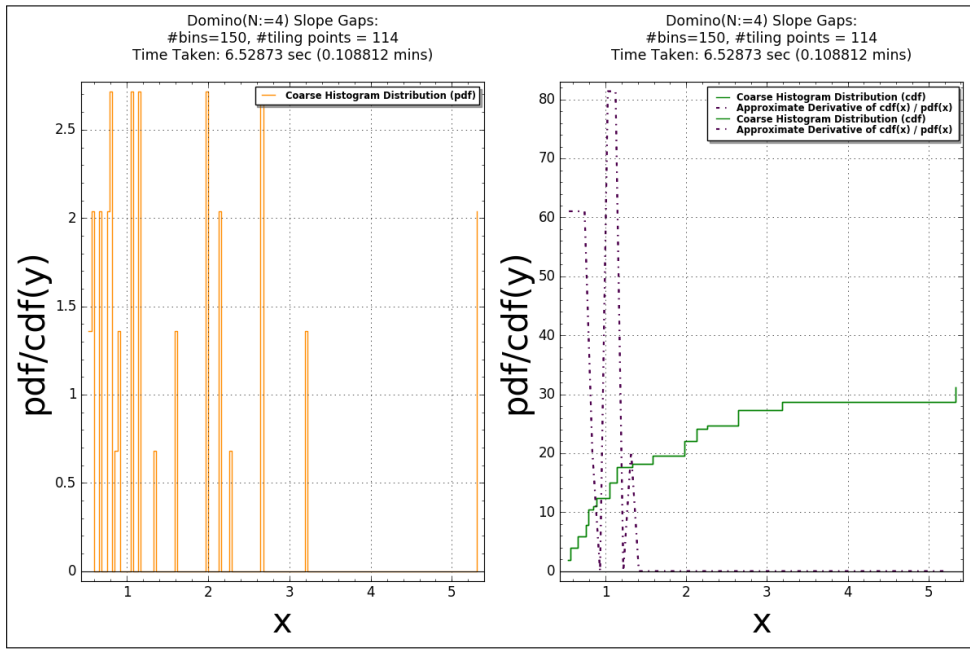 Domino(N:=4) Slope Gaps:
#bins=150, #tiling points = 114
Time Taken: 6.52873 sec (0.108812 mins)
Coarse Histogram Distribution (pdf)
2.5
2
1.5
1
0.5
0
1
2
3
4
5
pdf/cdf(y)
x
Domino(N:=4) Slope Gaps:
#bins=150, #tiling points = 114
Time Taken: 6.52873 sec (0.108812 mins)
Coarse Histogram Distribution (cdf)
Approximate Derivative of cdf(x) / pdf(x)
Coarse Histogram Distribution (cdf)
Approximate Derivative of cdf(x) / pdf(x)
80
70
60
50
40
30
20
10
0
1
2
3
4
5
pdf/cdf(y)
x